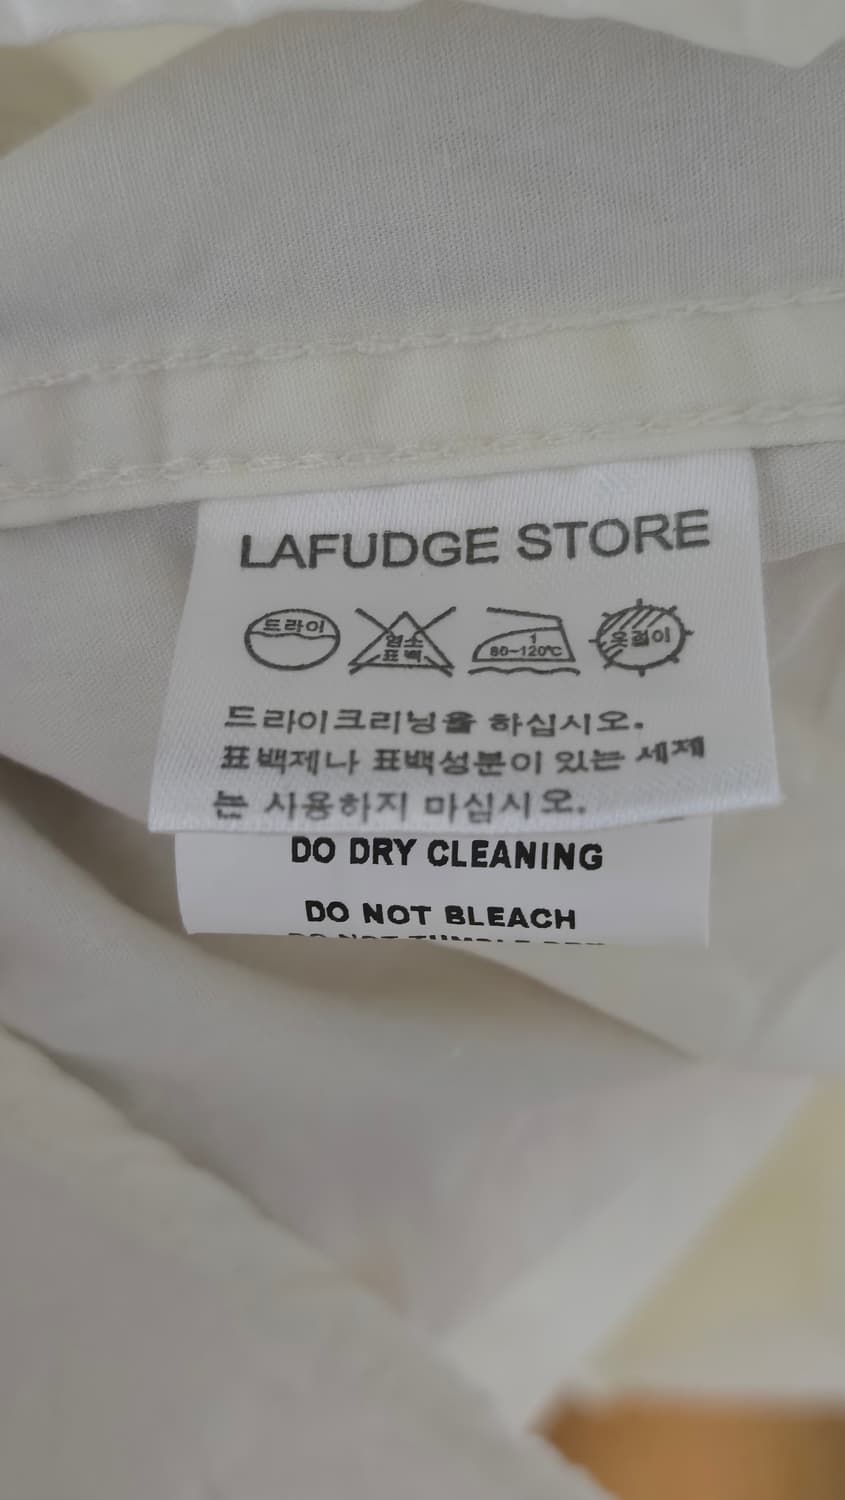 LAFUDGE STORE
드라이
염소
표백
1
80~120℃
옷걸이
드라이크리닝을 하십시오.
표백제나 표백성분이 있는 세제
는 사용하지 마십시오.
DO DRY CLEANING
DO NOT BLEACH